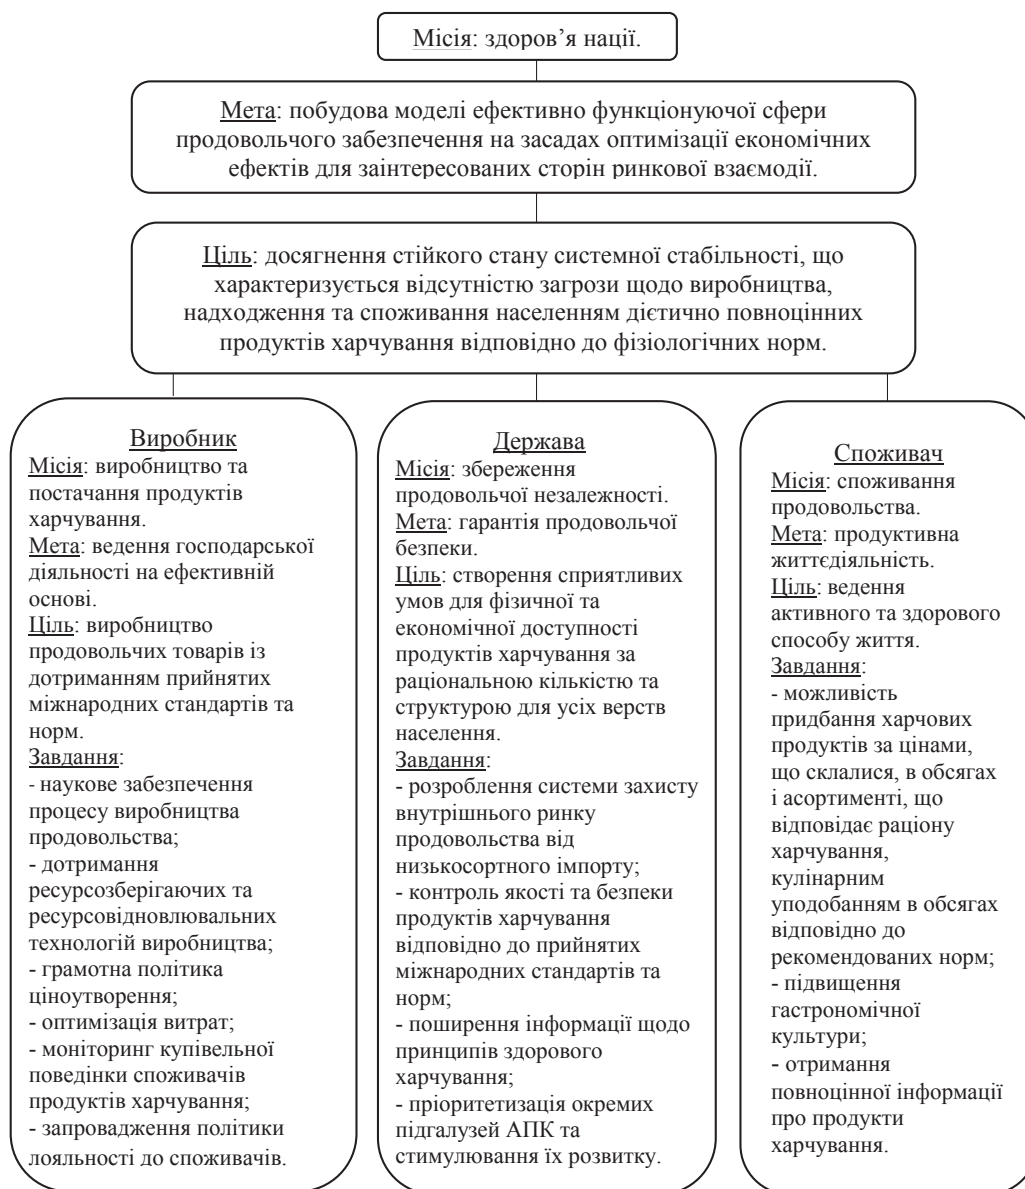 Місія: здоров’я нації.
Мета: побудова моделі ефективно функціонуючої сфери
продовольчого забезпечення на засадах оптимізації економічних
ефектів для заінтересованих сторін ринкової взаємодії.
Ціль: досягнення стійкого стану системної стабільності, що
характеризується відсутністю загрози щодо виробництва,
надходження та споживання населенням дієтично повноцінних
продуктів харчування відповідно до фізіологічних норм.
Виробник
Місія: виробництво та
постачання продуктів
харчування.
Мета: ведення господарської
діяльності на ефективній
основі.
Ціль: виробництво
продовольчих товарів із
дотриманням прийнятих
міжнародних стандартів та
норм.
Завдання:
- наукове забезпечення
процесу виробництва
продовольства;
- дотримання
ресурсозберігаючих та
ресурсовідновлювальних
технологій виробництва;
- грамотна політика
ціноутворення;
- оптимізація витрат;
- моніторинг купівельної
поведінки споживачів
продуктів харчування;
- запровадження політики
лояльності до споживачів.
Держава
Місія: збереження
продовольчої незалежності.
Мета: гарантія продовольчої
безпеки.
Ціль: створення сприятливих
умов для фізичної та
економічної доступності
продуктів харчування за
раціональною кількістю та
структурою для усіх верств
населення.
Завдання:
- розроблення системи захисту
внутрішнього ринку
продовольства від
низькосортного імпорту;
- контроль якості та безпеки
продуктів харчування
відповідно до прийнятих
міжнародних стандартів та
норм;
- поширення інформації щодо
принципів здорового
харчування;
- пріоритетизація окремих
підгалузей АПК та
стимулювання їх розвитку.
Споживач
Місія: споживання
продовольства.
Мета: продуктивна
життєдіяльність.
Ціль: ведення
активного та здорового
способу життя.
Завдання:
- можливість
придбання харчових
продуктів за цінами,
що склалися, в обсягах
і асортименті, що
відповідає раціону
харчування,
кулінарним
уподобанням в обсягах
відповідно до
рекомендованих норм;
- підвищення
гастрономічної
культури;
- отримання
повноцінної інформації
про продукти
харчування.